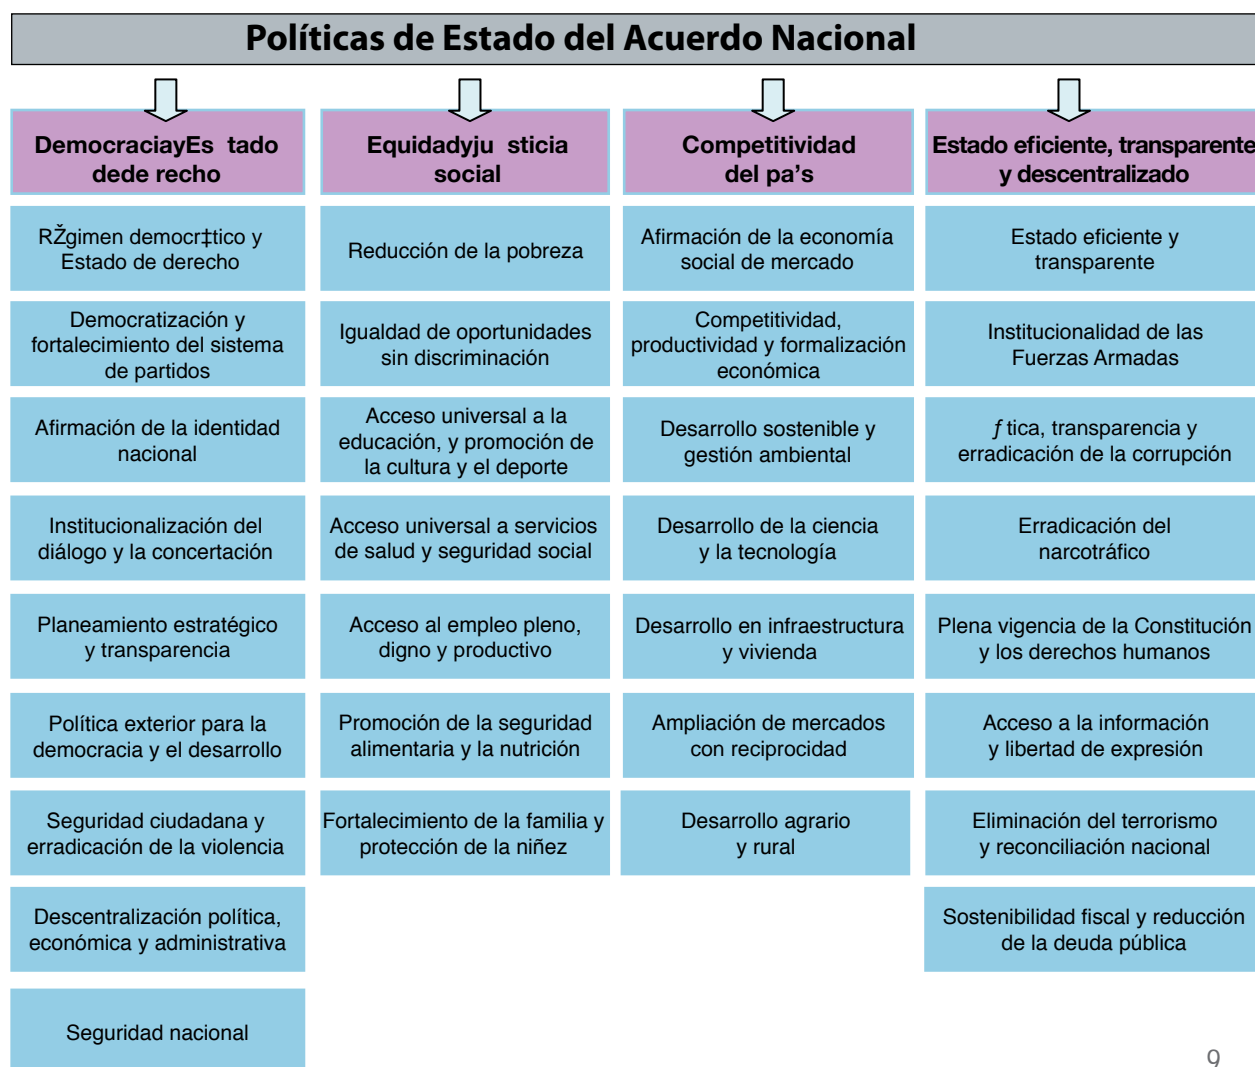 Políticas de Estado del Acuerdo Nacional
DemocraciayEs tado
dede recho
Equidadyju sticia
social
Competitividad
del pa's
Estado eficiente, transparente
y descentralizado
RŽgimen democr‡tico y
Estado de derecho
Democratización y
fortalecimiento del sistema
de partidos
Afirmación de la identidad
nacional
Institucionalización del
diálogo y la concertación
Planeamiento estratégico
y transparencia
Política exterior para la
democracia y el desarrollo
Seguridad ciudadana y
erradicación de la violencia
Descentralización política,
económica y administrativa
Seguridad nacional
Reducción de la pobreza
Igualdad de oportunidades
sin discriminación
Acceso universal a la
educación, y promoción de
la cultura y el deporte
Acceso universal a servicios
de salud y seguridad social
Acceso al empleo pleno,
digno y productivo
Promoción de la seguridad
alimentaria y la nutrición
Fortalecimiento de la familia y
protección de la niñez
Afirmación de la economía
social de mercado
Competitividad,
productividad y formalización
económica
Desarrollo sostenible y
gestión ambiental
Desarrollo de la ciencia
y la tecnología
Desarrollo en infraestructura
y vivienda
Ampliación de mercados
con reciprocidad
Desarrollo agrario
y rural
Estado eficiente y
transparente
Institucionalidad de las
Fuerzas Armadas
ƒtica, transparencia y
erradicación de la corrupción
Erradicación del
narcotráfico
Plena vigencia de la Constitución
y los derechos humanos
Acceso a la información
y libertad de expresión
Eliminación del terrorismo
y reconciliación nacional
Sostenibilidad fiscal y reducción
de la deuda pública
9